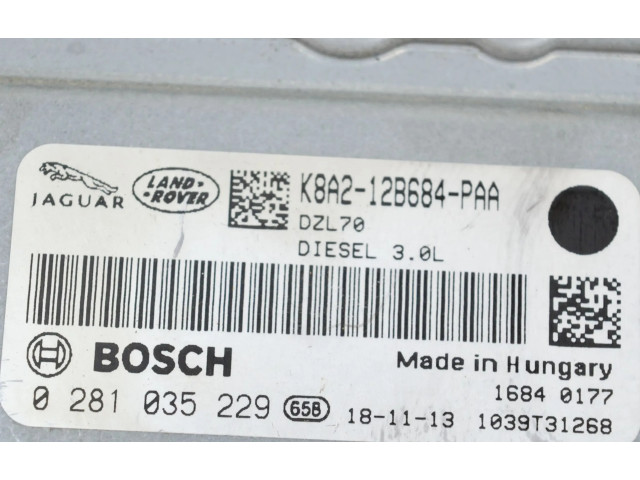 JAGUAR
LAND-
-ROVER
K8A2-12B684-PAA
DZL70
DIESEL 3.0L
BOSCH
Made in Hungary
1684 0177
0 281 035 229 65B 18-11-13 1039T31268